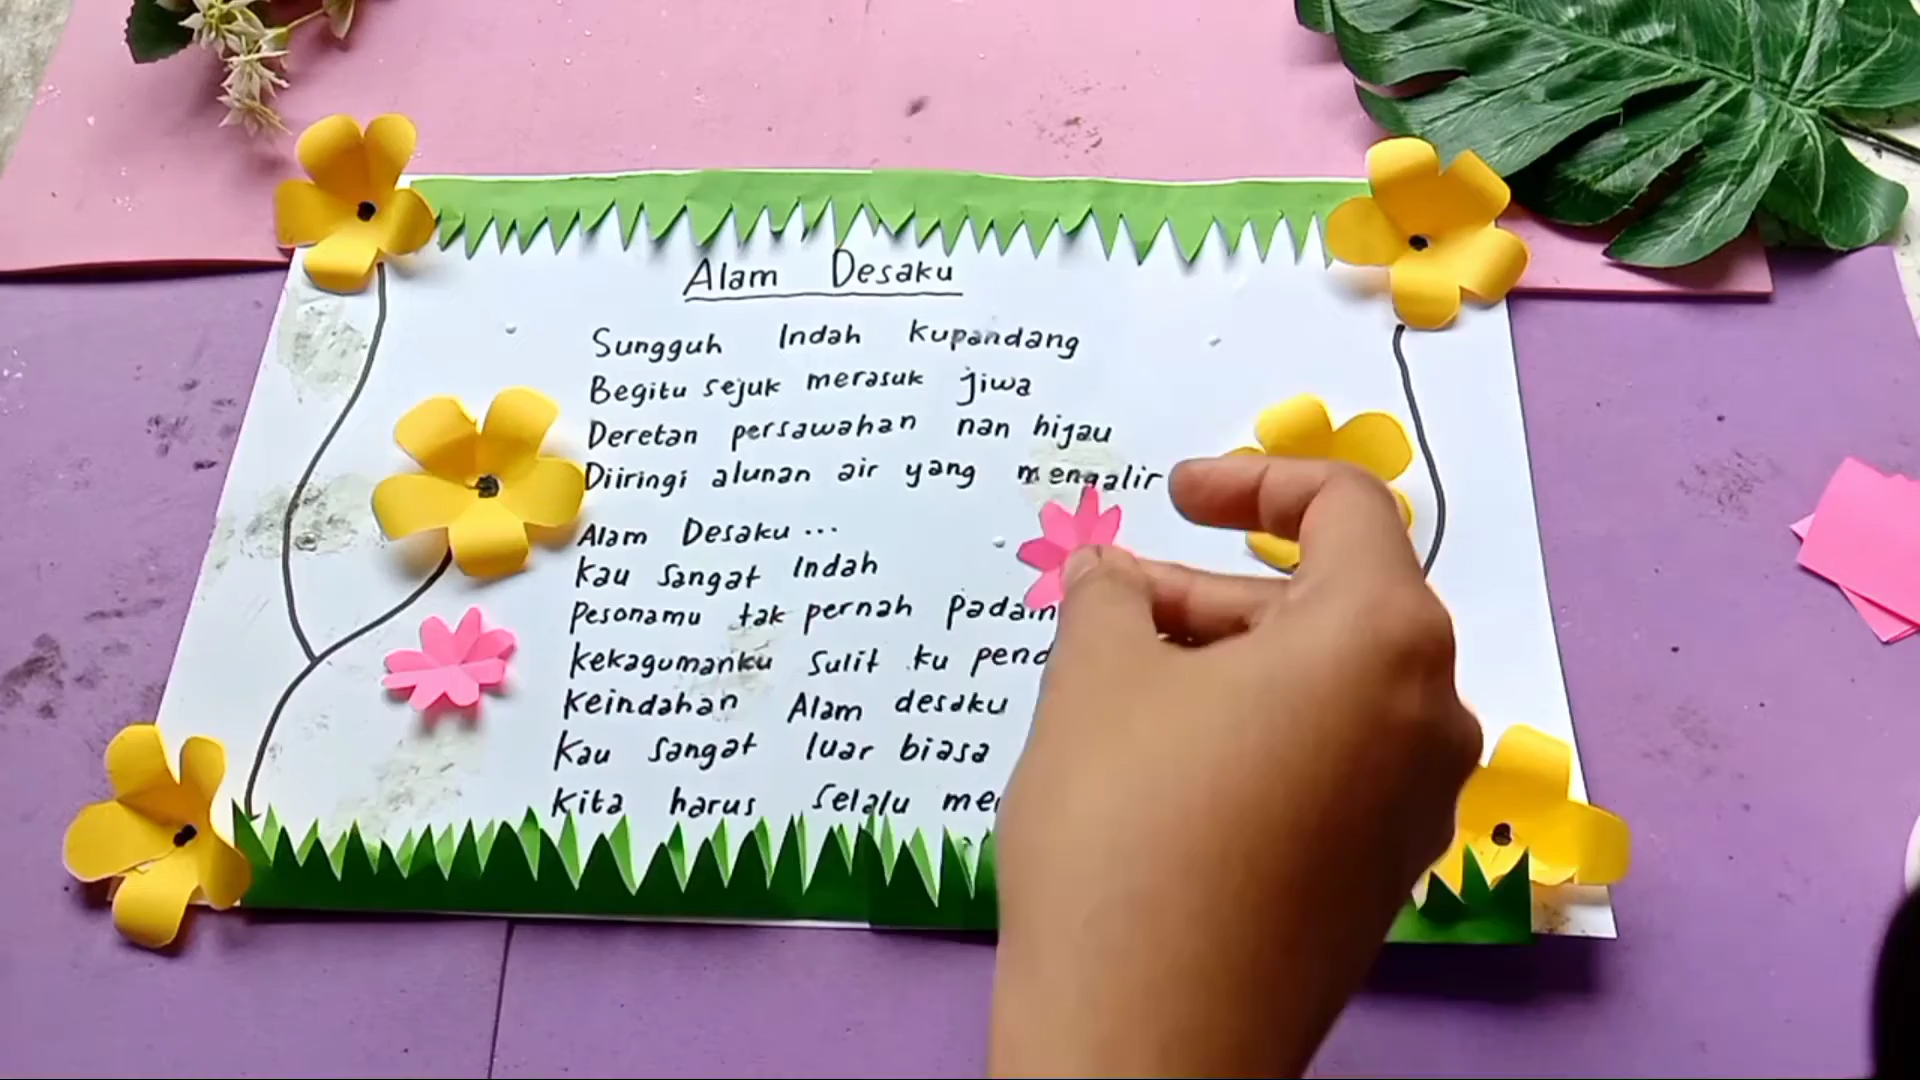 Alam Desaku
Sungguh Indah Kupandang
Begitu sejuk merasuk jiwa
Deretan persawahan nan hijau
Diiringi alunan air yang mengalir
Alam Desaku...
Kau Sangat Indah
Pesonamu tak pernah Padam
Kekagumanku Sulit ku
Keindahan Alam desaku
Kau Sangat luar biasa
Kita harus Selalu